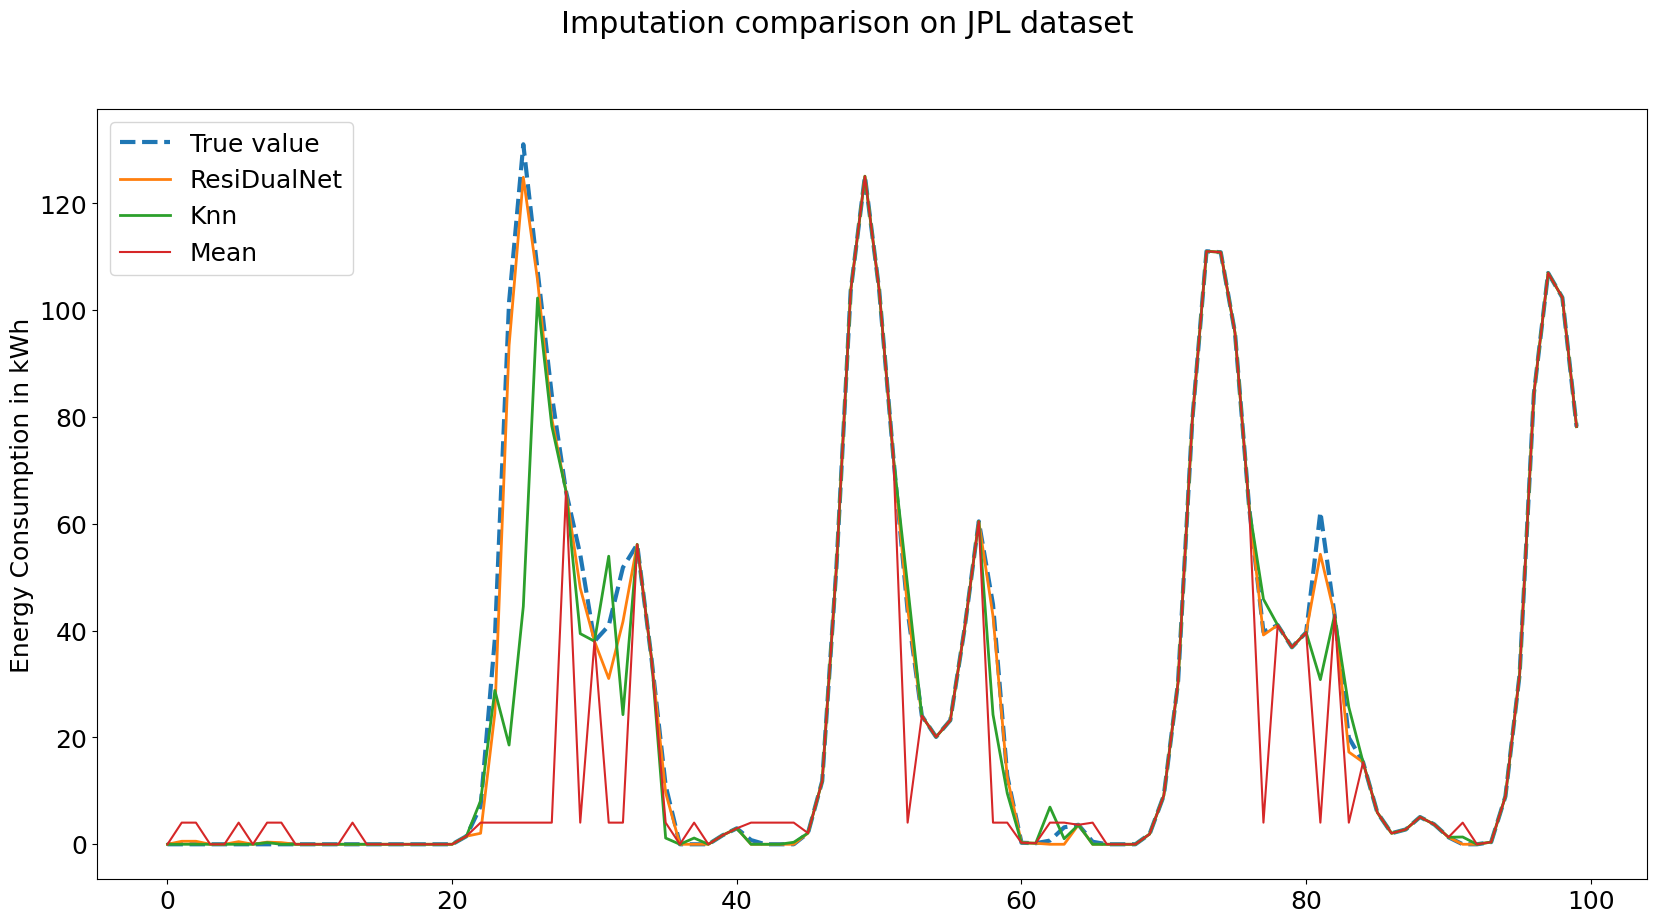 Imputation comparison on JPL dataset
True value
ResiDualNet
Knn
Mean
Energy Consumption in kWh
120
100
80
60
40
20
0
0 20 40 60 80 100